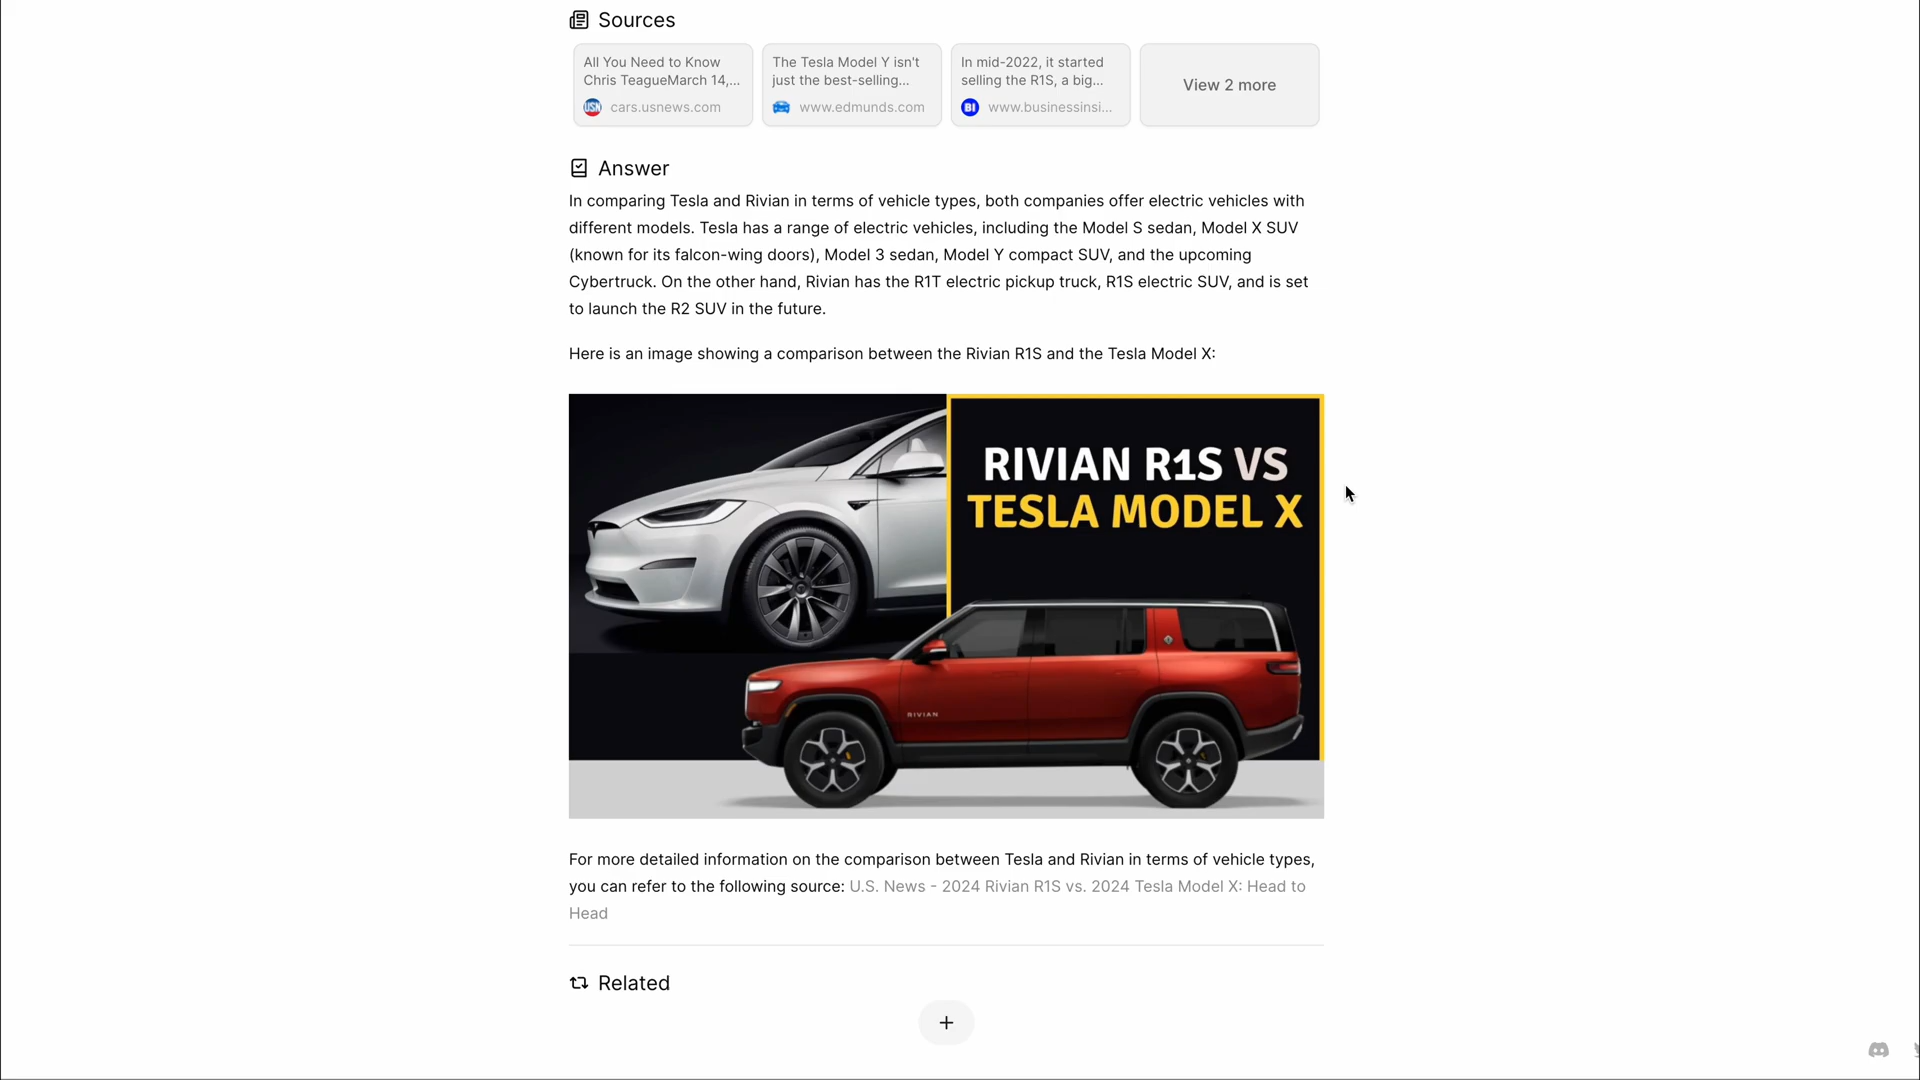 Sources
All You Need to Know
Chris TeagueMarch 14,...
cars.usnews.com
The Tesla Model Y isn't
just the best-selling...
www.edmunds.com
In mid-2022, it started
selling the R1S, a big...
BI www.businessinsi...
View 2 more
Answer
In comparing Tesla and Rivian in terms of vehicle types, both companies offer electric vehicles with
different models. Tesla has a range of electric vehicles, including the Model S sedan, Model X SUV
(known for its falcon-wing doors), Model 3 sedan, Model Y compact SUV, and the upcoming
Cybertruck. On the other hand, Rivian has the R1T electric pickup truck, R1S electric SUV, and is set
to launch the R2 SUV in the future.
Here is an image showing a comparison between the Rivian R1S and the Tesla Model X:
RIVIAN R1S VS
TESLA MODEL X
RIVIAN
For more detailed information on the comparison between Tesla and Rivian in terms of vehicle types,
you can refer to the following source: U.S. News - 2024 Rivian R1S vs. 2024 Tesla Model X: Head to
Head
Related